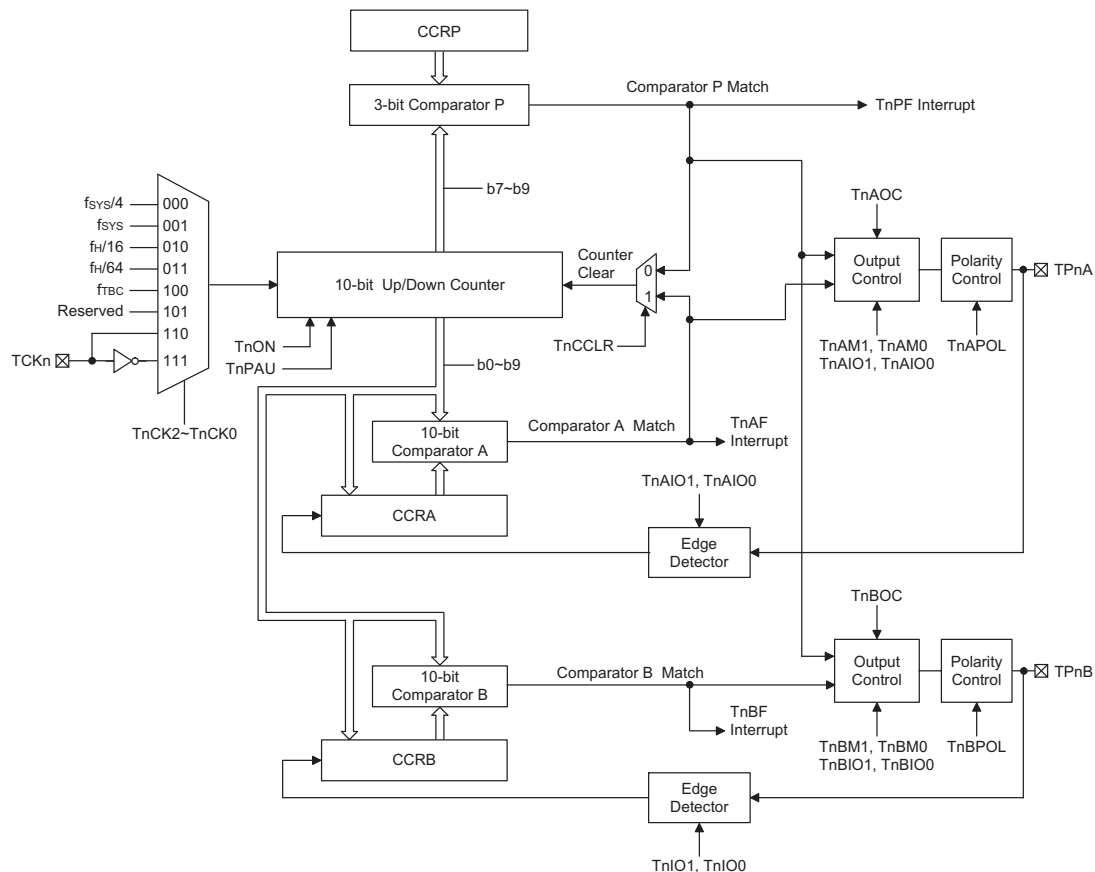 CCRP
3-bit Comparator P
Comparator P Match
TnPF Interrupt
b7~b9
fSYS/4
000
fSYS
001
fH/16
010
fH/64
011
fTBC
100
Reserved
101
110
111
TCKn
TnCK2~TnCK0
10-bit Up/Down Counter
TnON
TnPAU
b0~b9
Counter
Clear
0
1
TnCCLR
TnAOC
Output
Control
Polarity
Control
TPnA
TnAM1, TnAM0
TnAIO1, TnAIO0
TnAPOL
10-bit
Comparator A
Comparator A Match
TnAF
Interrupt
CCRA
TnAIO1, TnAIO0
Edge
Detector
TnBOC
Output
Control
Polarity
Control
TPnB
10-bit
Comparator B
Comparator B Match
TnBF
Interrupt
TnBM1, TnBM0
TnBIO1, TnBIO0
TnBPOL
CCRB
Edge
Detector
TnIO1, TnIO0